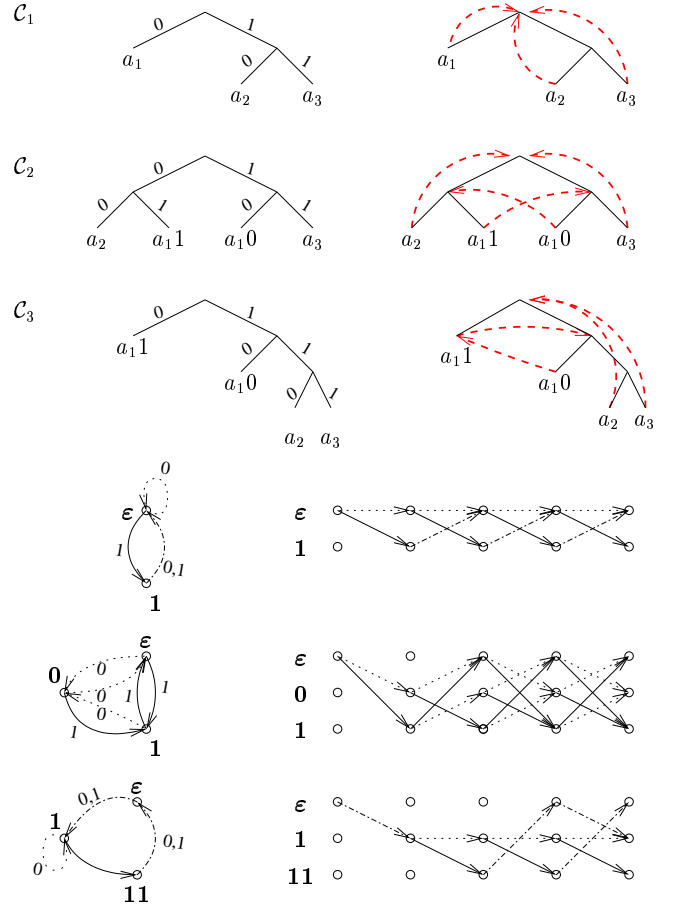 𝒞₁
0 1
a₁ 0 1 a₁
a₂ a₃ a₂ a₃
𝒞₂
0 1
0 1 0 1
a₂ a₁1 a₁0 a₃ a₂ a₁1 a₁0 a₃
𝒞₃
0 1
a₁1 0 1 a₁1
a₁0 0 1 a₁0
a₂ a₃ a₂ a₃
0
ε ε
1 0,1 1
1
ε ε
0 0
0 1 1 0
0
1 1 1
0,1 ε ε
1 1
0 0,1
11 11